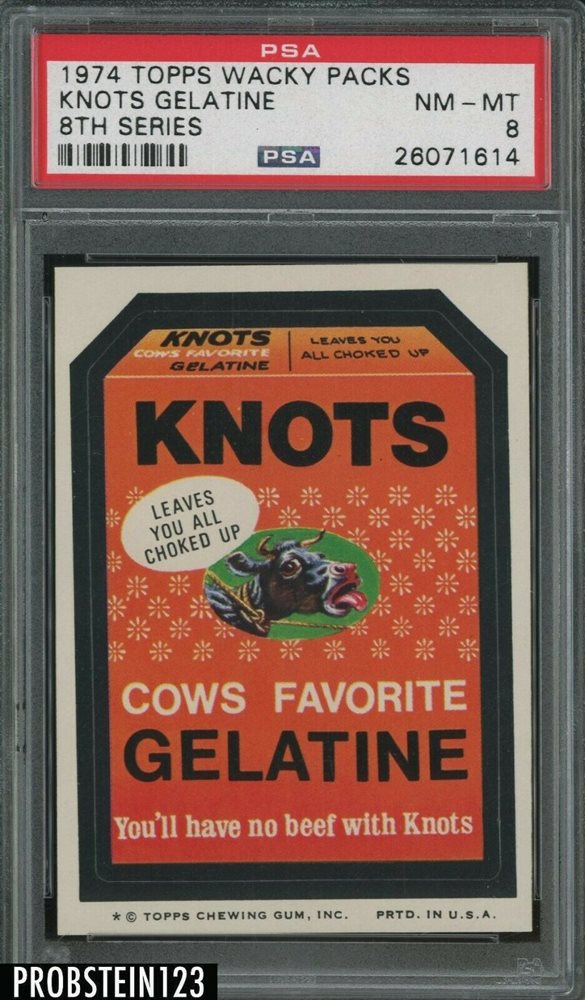 PSA
1974 TOPPS WACKY PACKS
KNOTS GELATINE NM - MT
8TH SERIES 8
PSA 26071614
KNOTS
COWS FAVORITE
GELATINE
LEAVES YOU
ALL CHOKED UP
KNOTS
LEAVES
YOU ALL
CHOKED UP
COWS FAVORITE
GELATINE
You'll have no beef with Knots
* © TOPPS CHEWING GUM, INC. PRTD. IN U.S.A.
PROBSTEIN123